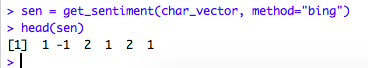 > sen = get_sentiment(char_vector, method="bing")
> head(sen)
[1]  1 -1  2  1  2  1
>